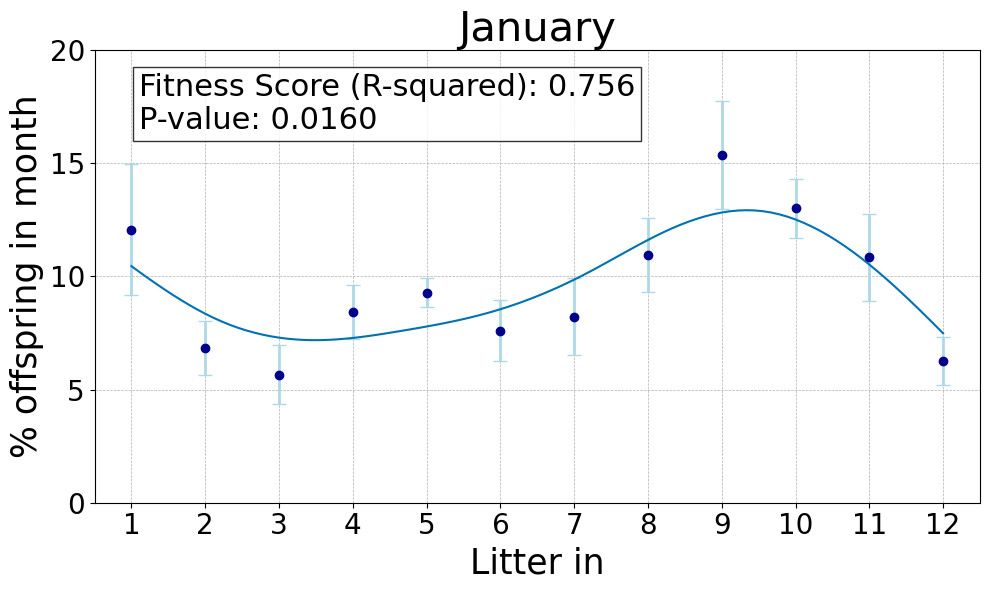 January
Fitness Score (R-squared): 0.756
P-value: 0.0160
% offspring in month
20
15
10
5
0
1 2 3 4 5 6 7 8 9 10 11 12
Litter in